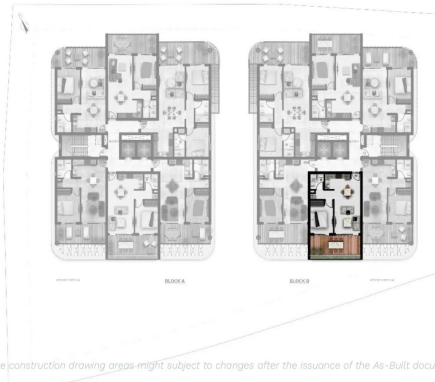 BLOCK A
BLOCK B
e construction drawing areas might subject to changes after the issuance of the As-Built docu